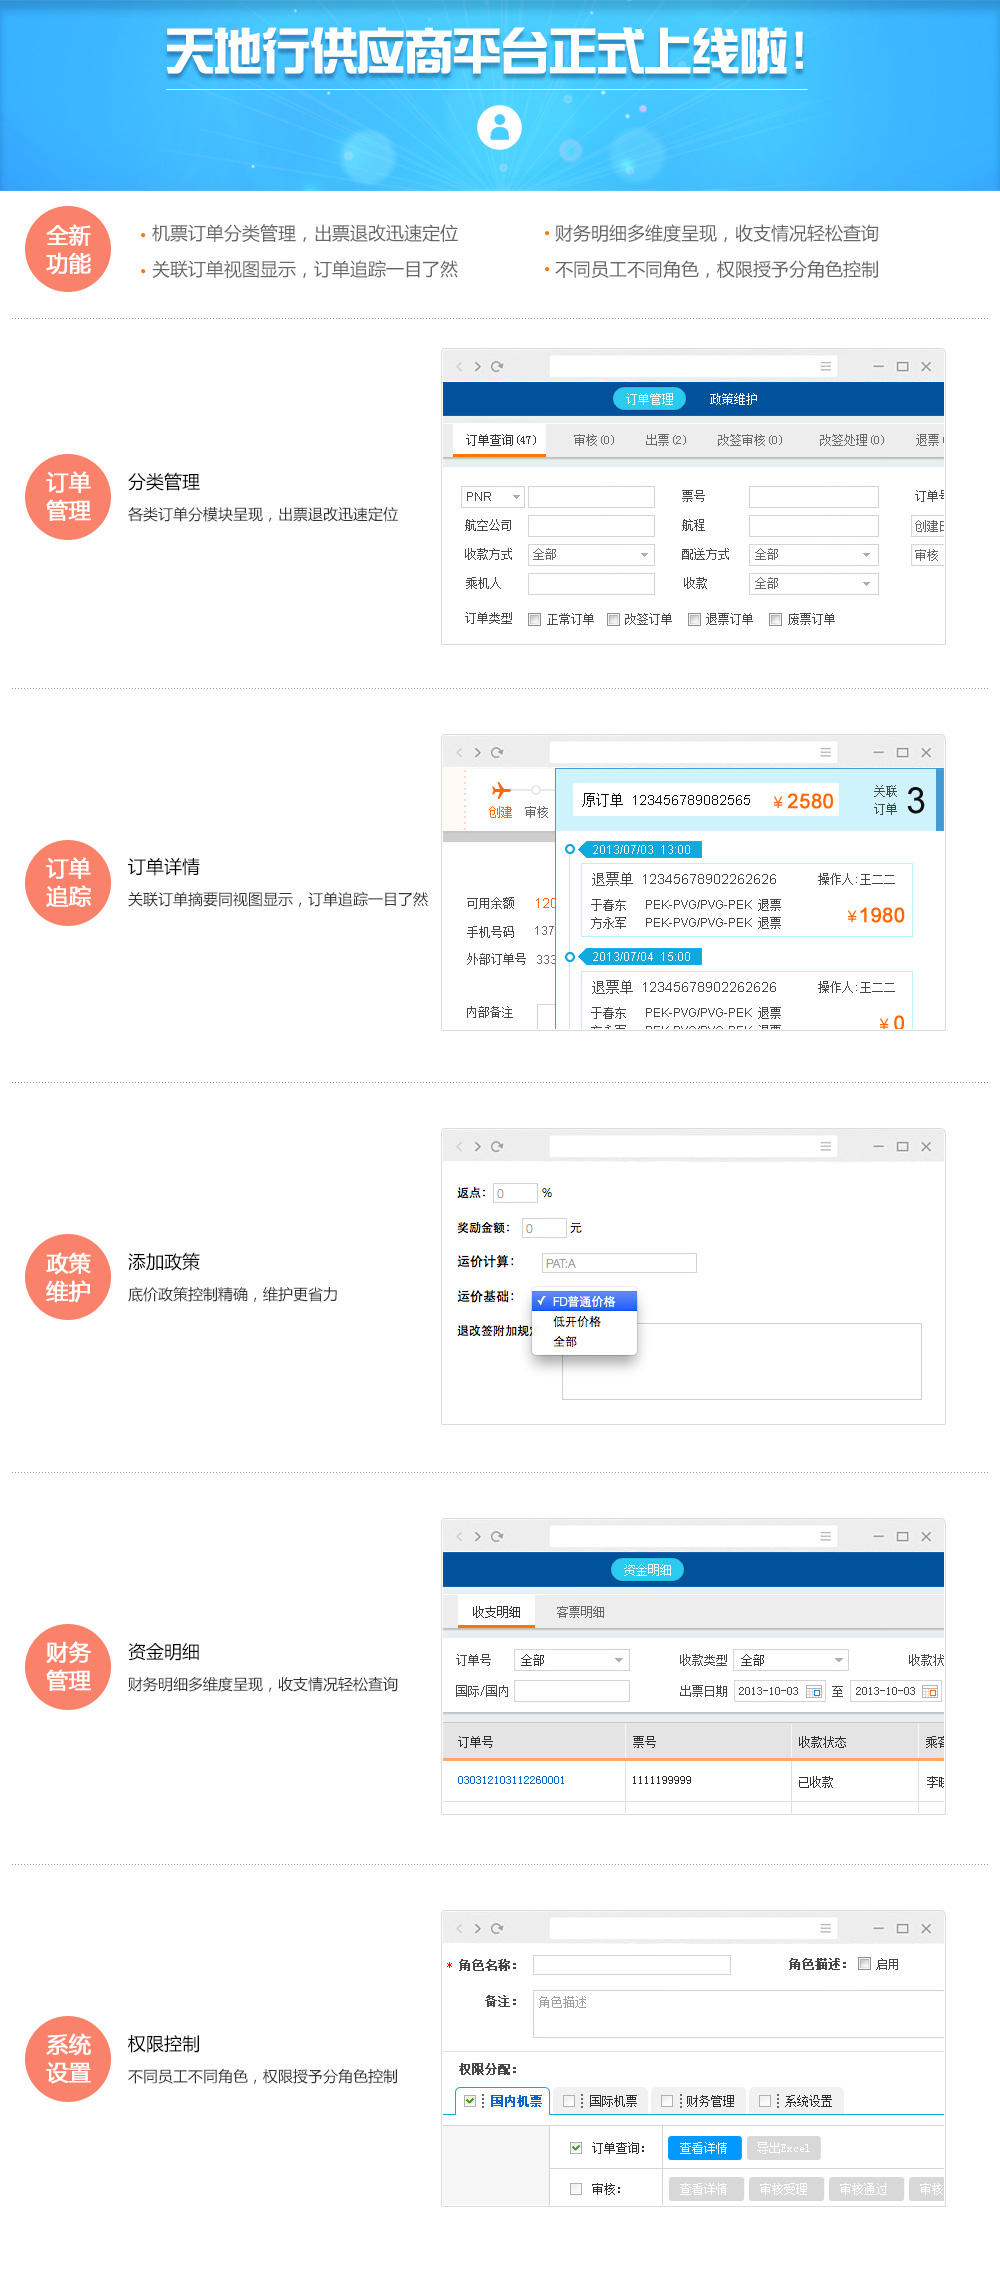 天地行供应商平台正式上线啦!
全新
功能
• 机票订单分类管理，出票退改迅速定位
• 财务明细多维度呈现，收支情况轻松查询
• 关联订单视图显示，订单追踪一目了然
• 不同员工不同角色，权限授予分角色控制
订单
管理
分类管理
各类订单分模块呈现，出票退改迅速定位
订单管理 政策维护
订单查询(47) 审核(0) 出票(2) 改签审核(0) 改签处理(0) 退票(
PNR 票号 订单号
航空公司 航程 创建日
收款方式 全部 配送方式 全部 审核
乘机人 收款 全部
订单类型 正常订单 改签订单 退票订单 废票订单
订单
追踪
订单详情
关联订单摘要同视图显示，订单追踪一目了然
创建 审核
可用余额 120
手机号码 137
外部订单号 333
内部备注
原订单 123456789082565 ¥2580
关联
订单
3
2013/07/03 13:00
退票单 12345678902262626 操作人:王二二
于春东 PEK-PVG/PVG-PEK 退票
方永军 PEK-PVG/PVG-PEK 退票
¥1980
2013/07/04 15:00
退票单 12345678902262626 操作人:王二二
于春东 PEK-PVG/PVG-PEK 退票
方永军 PEK-PVG/PVG-PEK 退票
¥0
政策
维护
添加政策
底价政策控制精确，维护更省力
返点： 0 %
奖励金额： 0 元
运价计算： PAT:A
运价基础： ✓ FD普通价格
低开价格
全部
退改签附加规定
财务
管理
资金明细
财务明细多维度呈现，收支情况轻松查询
资金明细
收支明细 客票明细
订单号 全部 收款类型 全部 收款状
国际/国内 出票日期 2013-10-03 至 2013-10-03
订单号 票号 收款状态 乘客
030312103112260001 1111199999 已收款 李
系统
设置
权限控制
不同员工不同角色，权限授予分角色控制
* 角色名称： 角色描述： 启用
备注： 角色描述
权限分配：
国内机票 国际机票 财务管理 系统设置
订单查询： 查看详情 导出Excel
审核： 查看详情 审核受理 审核通过 审核